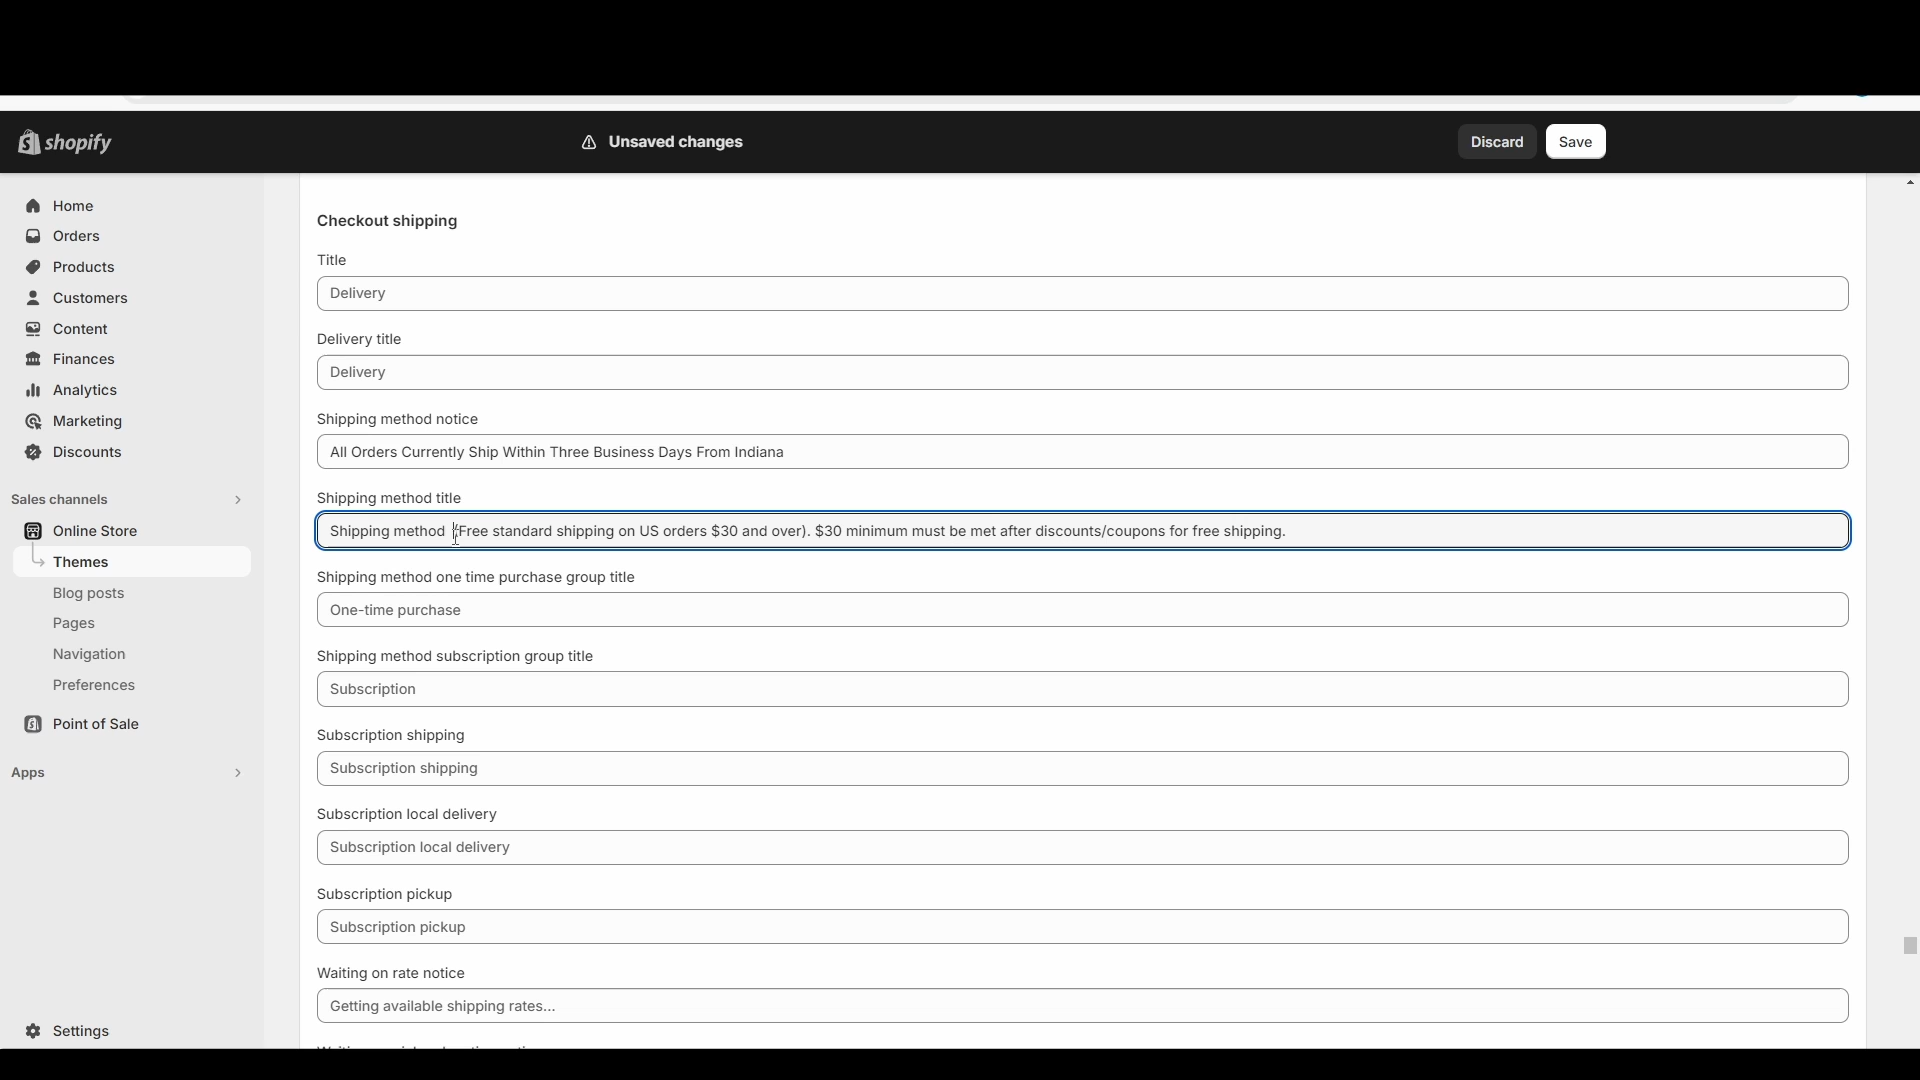 shopify
Unsaved changes
Discard
Save
Home
Orders
Products
Customers
Content
Finances
Analytics
Marketing
Discounts
Sales channels
Online Store
Themes
Blog posts
Pages
Navigation
Preferences
Point of Sale
Apps
Settings
Checkout shipping
Title
Delivery
Delivery title
Delivery
Shipping method notice
All Orders Currently Ship Within Three Business Days From Indiana
Shipping method title
Shipping method (Free standard shipping on US orders $30 and over). $30 minimum must be met after discounts/coupons for free shipping.
Shipping method one time purchase group title
One-time purchase
Shipping method subscription group title
Subscription
Subscription shipping
Subscription shipping
Subscription local delivery
Subscription local delivery
Subscription pickup
Subscription pickup
Waiting on rate notice
Getting available shipping rates...